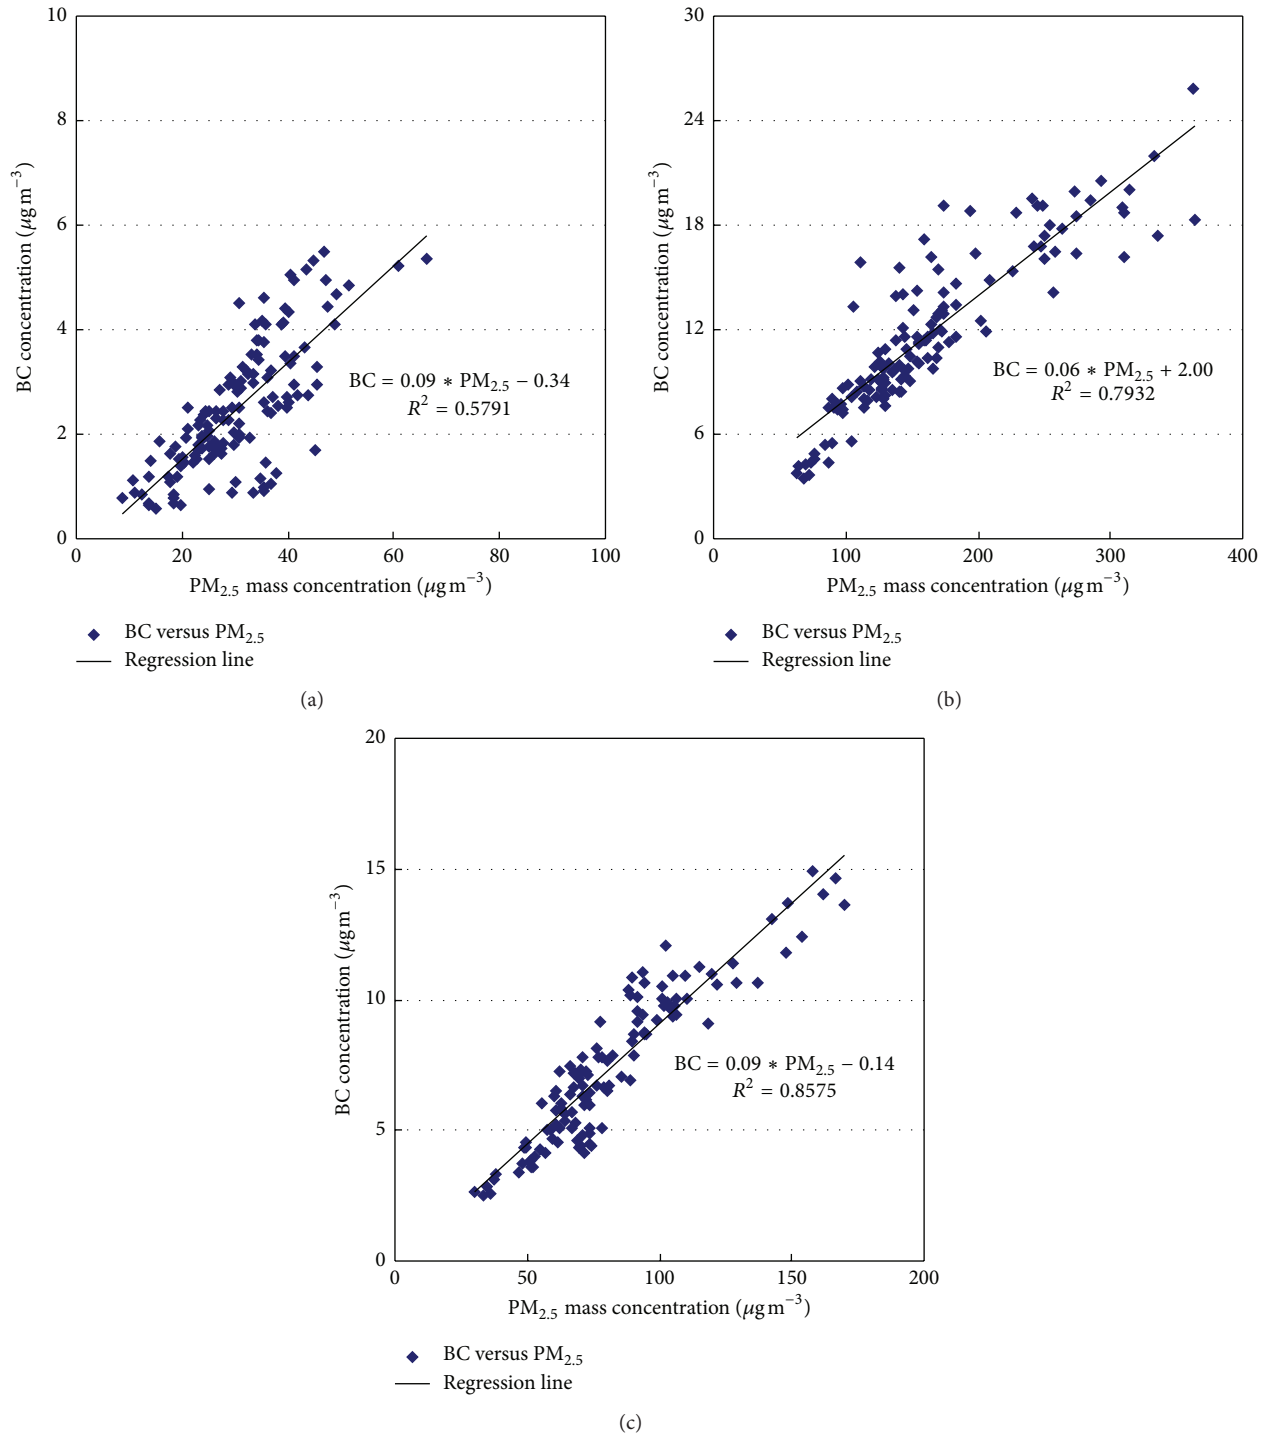 10
8
6
4
2
0
BC concentration (μg m⁻³)
BC = 0.09 ∗ PM₂.₅ − 0.34
R² = 0.5791
0 20 40 60 80 100
PM₂.₅ mass concentration (μg m⁻³)
BC versus PM₂.₅
Regression line
(a)
30
24
18
12
6
0
BC concentration (μg m⁻³)
BC = 0.06 ∗ PM₂.₅ + 2.00
R² = 0.7932
0 100 200 300 400
PM₂.₅ mass concentration (μg m⁻³)
BC versus PM₂.₅
Regression line
(b)
20
15
10
5
0
BC concentration (μg m⁻³)
BC = 0.09 ∗ PM₂.₅ − 0.14
R² = 0.8575
0 50 100 150 200
PM₂.₅ mass concentration (μg m⁻³)
BC versus PM₂.₅
Regression line
(c)